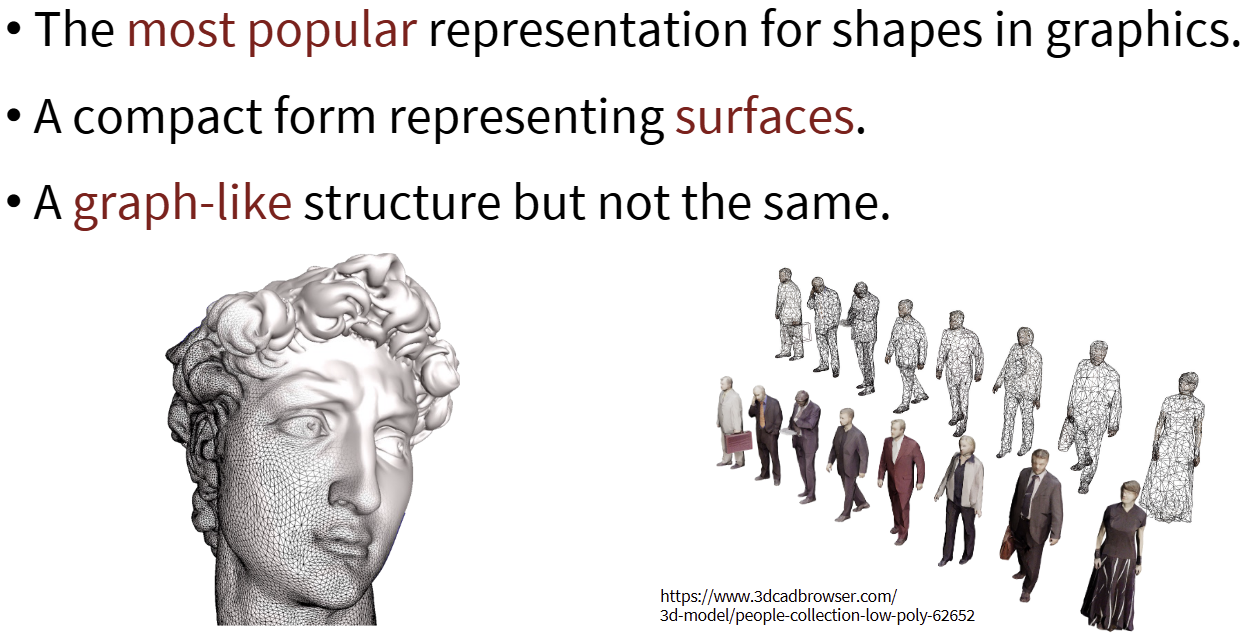 • The most popular representation for shapes in graphics.
• A compact form representing surfaces.
• A graph-like structure but not the same.
https://www.3dcadbrowser.com/
3d-model/people-collection-low-poly-62652